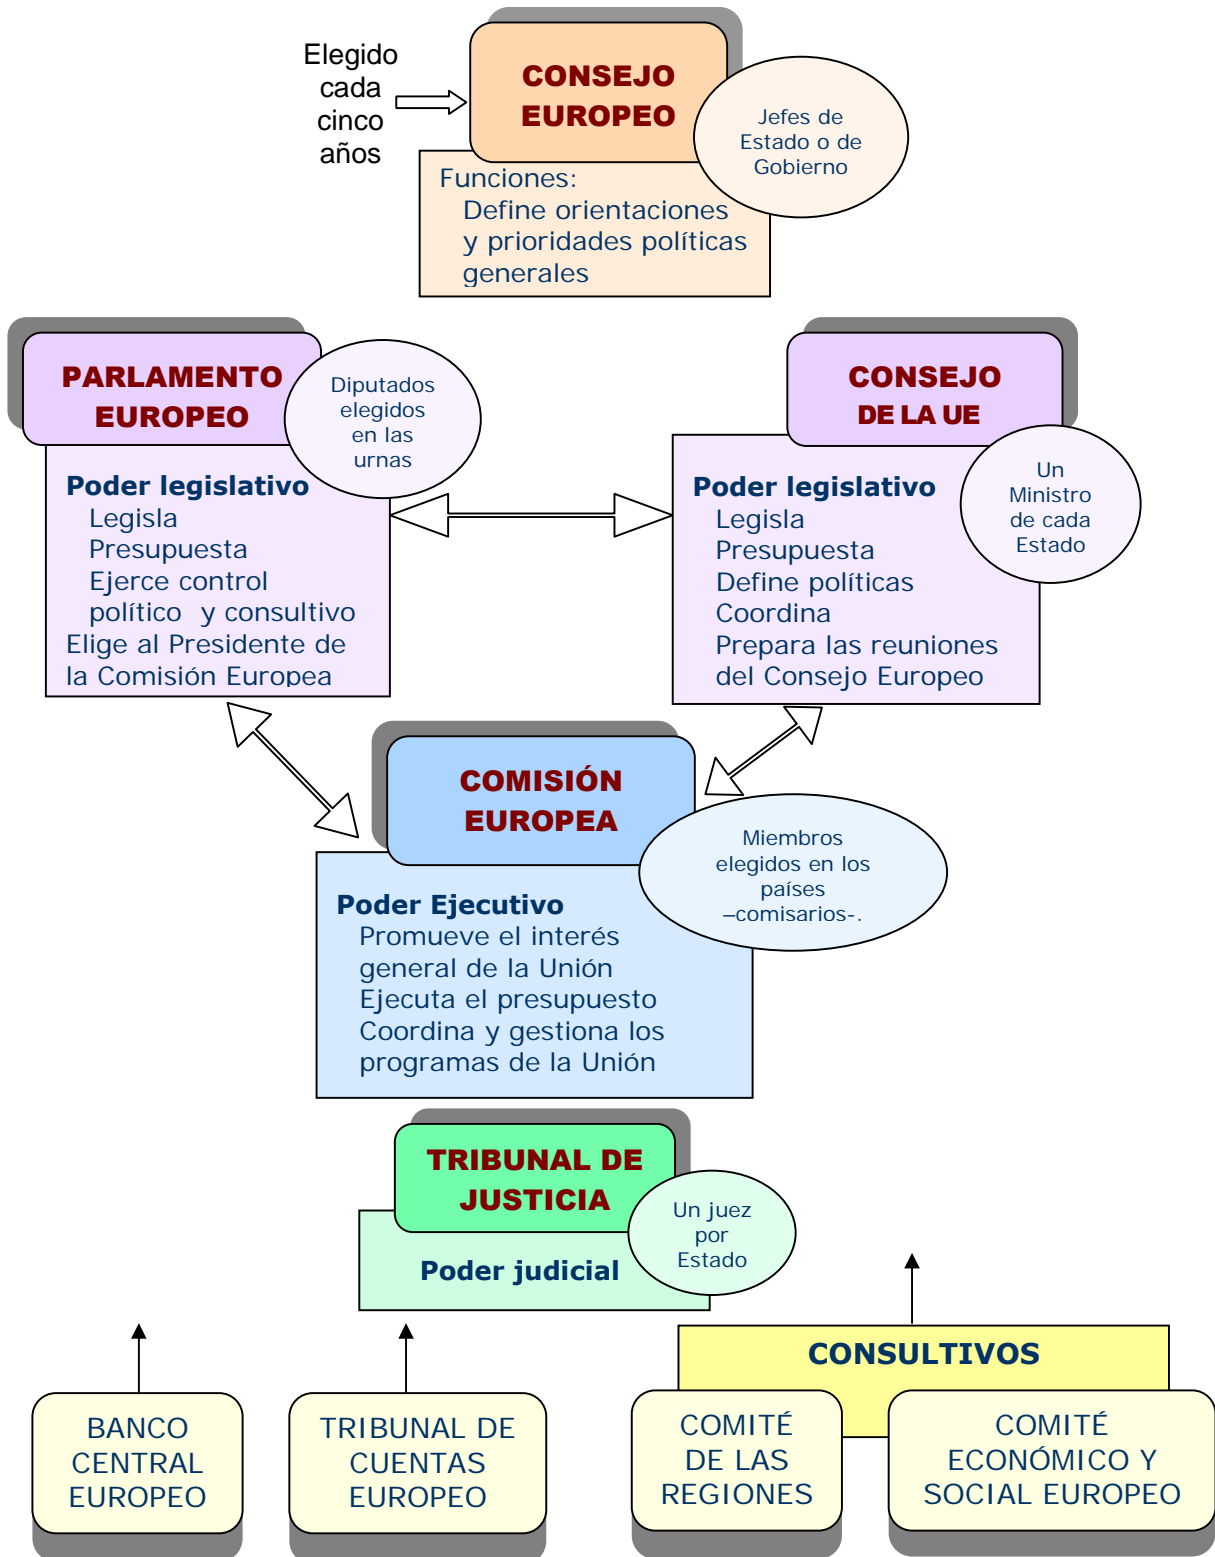 Elegido
cada
cinco
años
CONSEJO
EUROPEO
Jefes de
Estado o de
Gobierno
Funciones:
Define orientaciones
y prioridades políticas
generales
PARLAMENTO
EUROPEO
Diputados
elegidos
en las
urnas
Poder legislativo
Legisla
Presupuesta
Ejerce control
político y consultivo
Elige al Presidente de
la Comisión Europea
CONSEJO
DE LA UE
Un
Ministro
de cada
Estado
Poder legislativo
Legisla
Presupuesta
Define políticas
Coordina
Prepara las reuniones
del Consejo Europeo
COMISIÓN
EUROPEA
Miembros
elegidos en los
países
–comisarios-.
Poder Ejecutivo
Promueve el interés
general de la Unión
Ejecuta el presupuesto
Coordina y gestiona los
programas de la Unión
TRIBUNAL DE
JUSTICIA
Un juez
por
Estado
Poder judicial
CONSULTIVOS
BANCO
CENTRAL
EUROPEO
TRIBUNAL DE
CUENTAS
EUROPEO
COMITÉ
DE LAS
REGIONES
COMITÉ
ECONÓMICO Y
SOCIAL EUROPEO